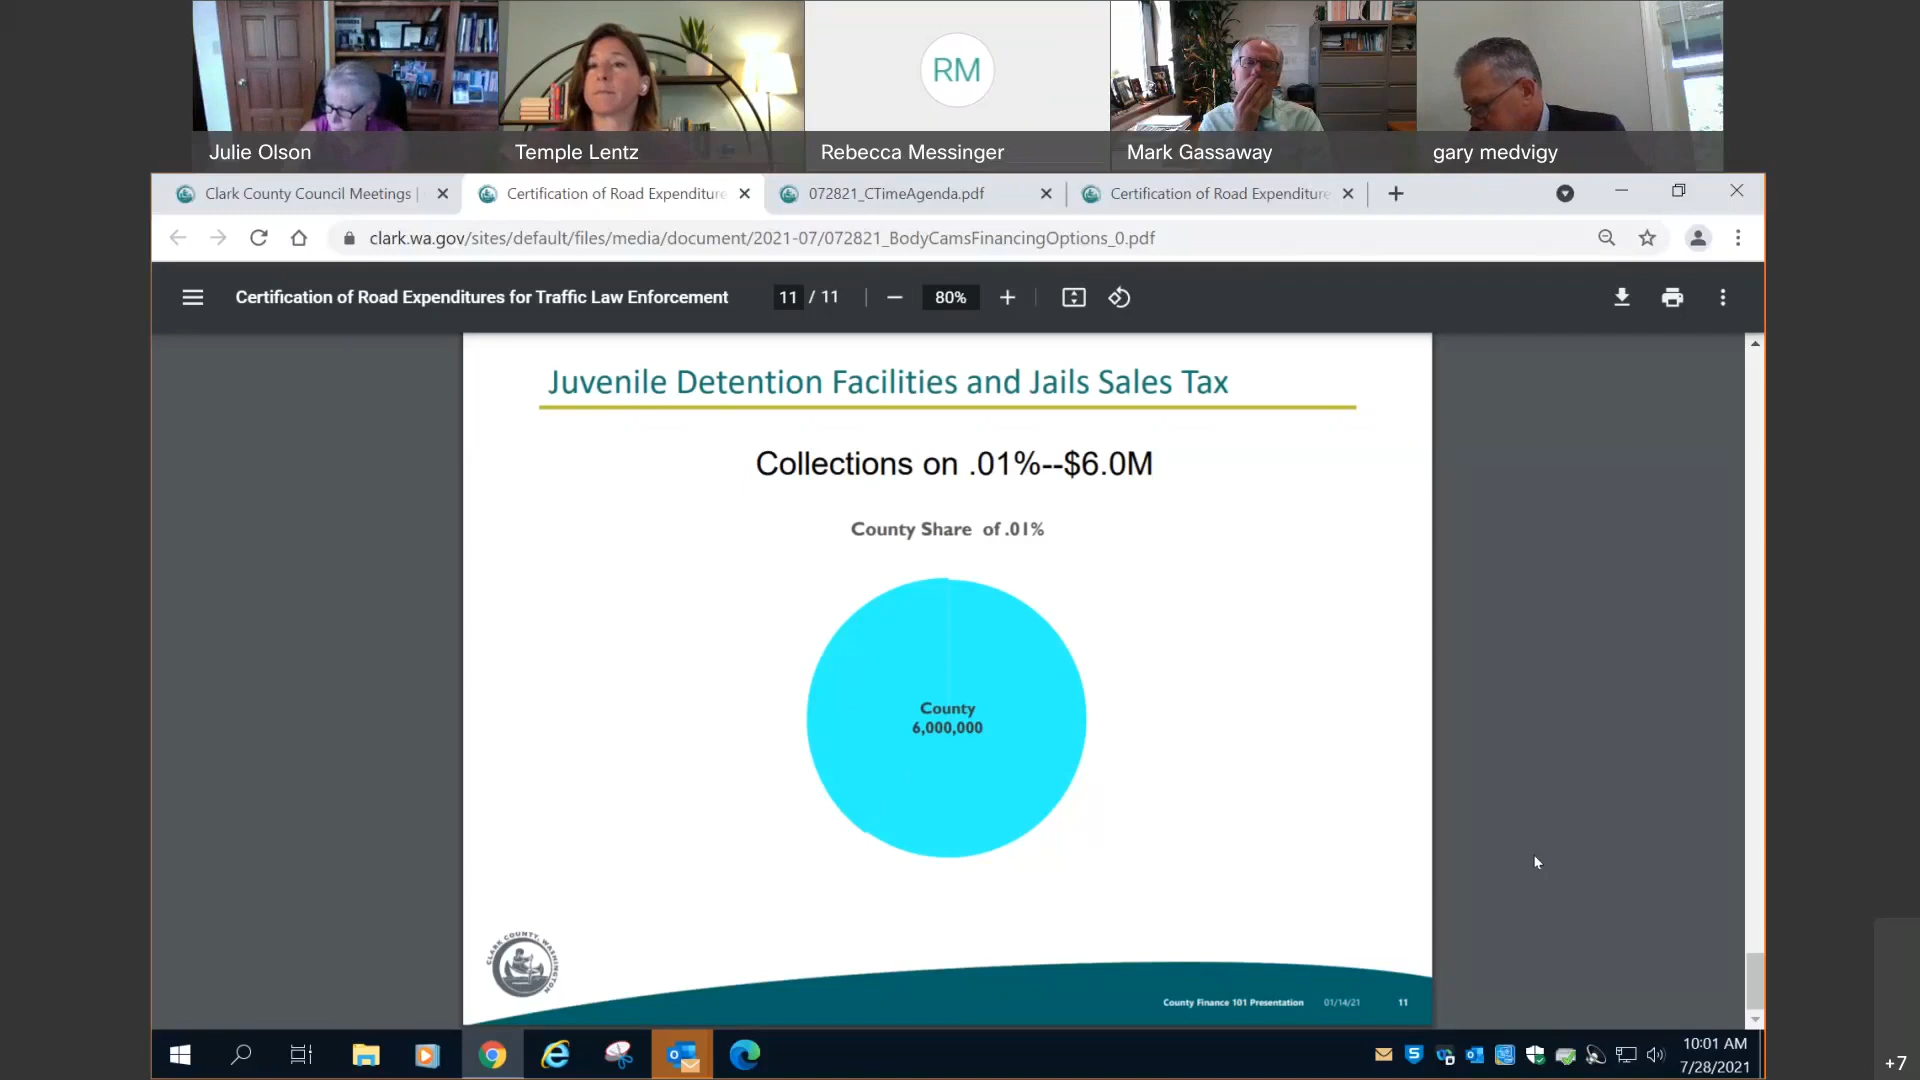 RM
Julie Olson
Temple Lentz
Rebecca Messinger
Mark Gassaway
gary medvigy
Clark County Council Meetings |
Certification of Road Expenditure
072821_CTimeAgenda.pdf
Certification of Road Expenditure
clark.wa.gov/sites/default/files/media/document/2021-07/072821_BodyCamsFinancingOptions_0.pdf
Certification of Road Expenditures for Traffic Law Enforcement
11 / 11
80%
Juvenile Detention Facilities and Jails Sales Tax
Collections on .01%--$6.0M
County Share of .01%
County
6,000,000
CLARK COUNTY, WASHINGTON
County Finance 101 Presentation
01/14/21
11
10:01 AM
7/28/2021
+7